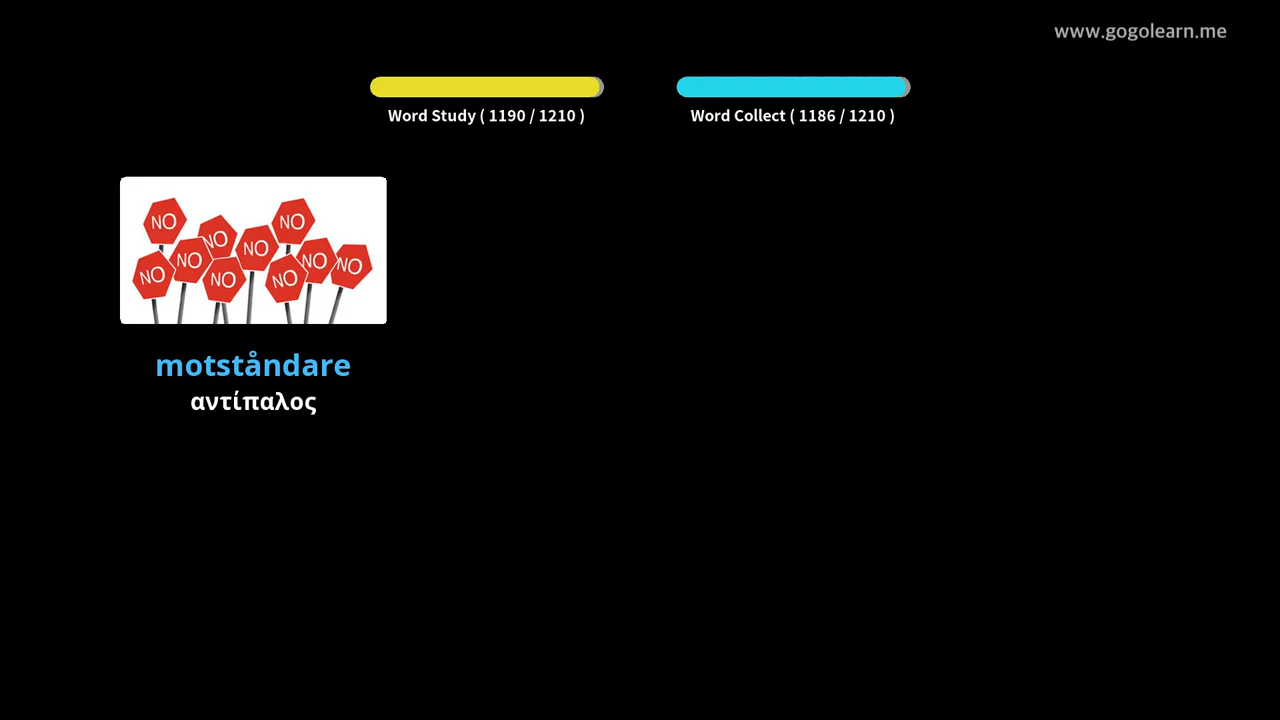 www.gogolearn.me
Word Study ( 1190 / 1210 )
Word Collect ( 1186 / 1210 )
NO
NO
NO
NO
NO
NO
NO
NO
NO
NO
motståndare
αντίπαλος